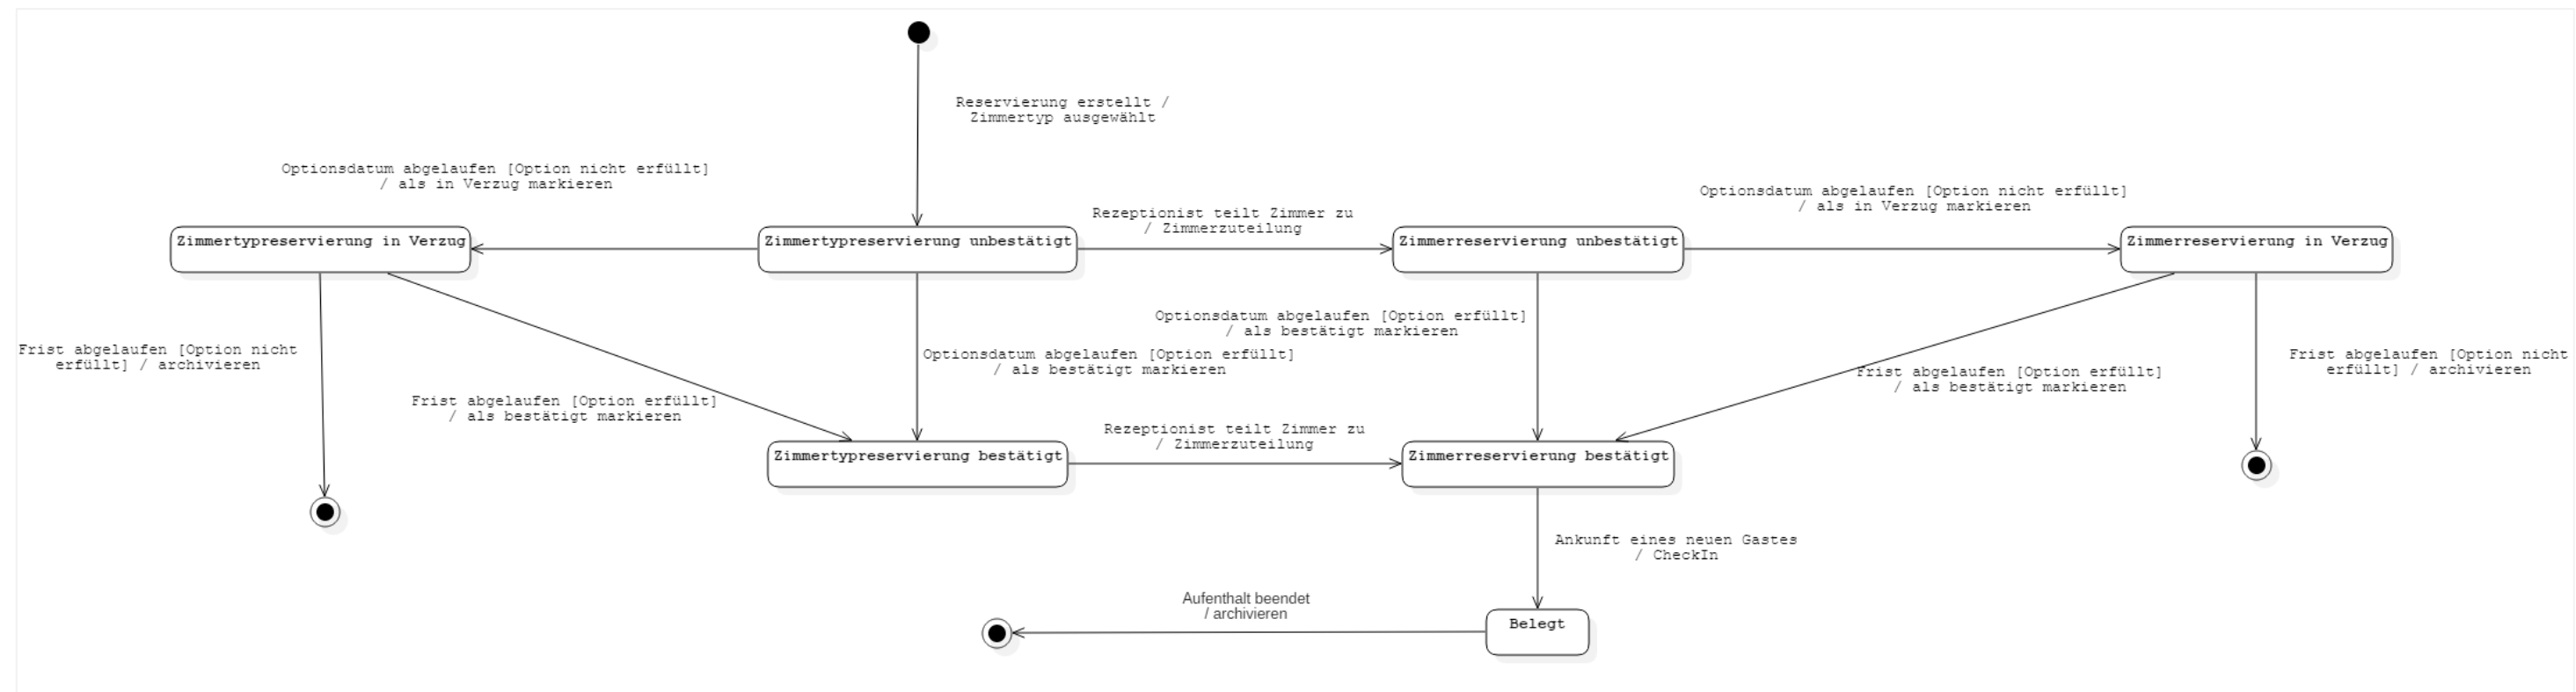 Reservierung erstellt /
Zimmertyp ausgewählt
Optionsdatum abgelaufen [Option nicht erfüllt]
/ als in Verzug markieren
Rezeptionist teilt Zimmer zu
/ Zimmerzuteilung
Optionsdatum abgelaufen [Option nicht erfüllt]
/ als in Verzug markieren
Zimmertypreservierung in Verzug
Zimmertypreservierung unbestätigt
Zimmerreservierung unbestätigt
Zimmerreservierung in Verzug
Frist abgelaufen [Option nicht
erfüllt] / archivieren
Frist abgelaufen [Option erfüllt]
/ als bestätigt markieren
Optionsdatum abgelaufen [Option erfüllt]
/ als bestätigt markieren
Optionsdatum abgelaufen [Option erfüllt]
/ als bestätigt markieren
Frist abgelaufen [Option erfüllt]
/ als bestätigt markieren
Frist abgelaufen [Option nicht
erfüllt] / archivieren
Rezeptionist teilt Zimmer zu
/ Zimmerzuteilung
Zimmertypreservierung bestätigt
Zimmerreservierung bestätigt
Ankunft eines neuen Gastes
/ CheckIn
Aufenthalt beendet
/ archivieren
Belegt